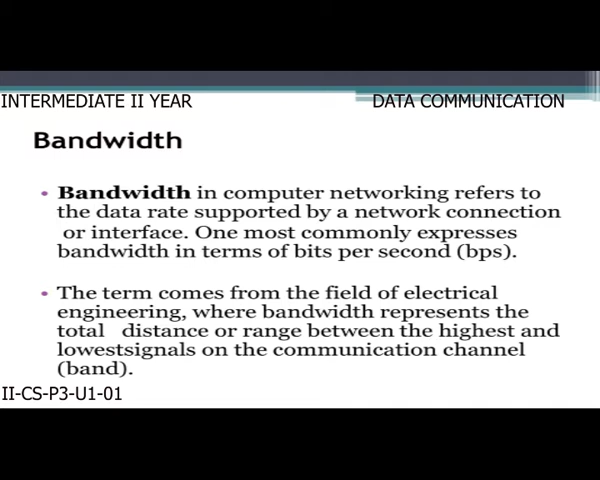 INTERMEDIATE II YEAR DATA COMMUNICATION
Bandwidth
• Bandwidth in computer networking refers to
the data rate supported by a network connection
or interface. One most commonly expresses
bandwidth in terms of bits per second (bps).
• The term comes from the field of electrical
engineering, where bandwidth represents the
total distance or range between the highest and
lowestsignals on the communication channel
(band).
II-CS-P3-U1-01